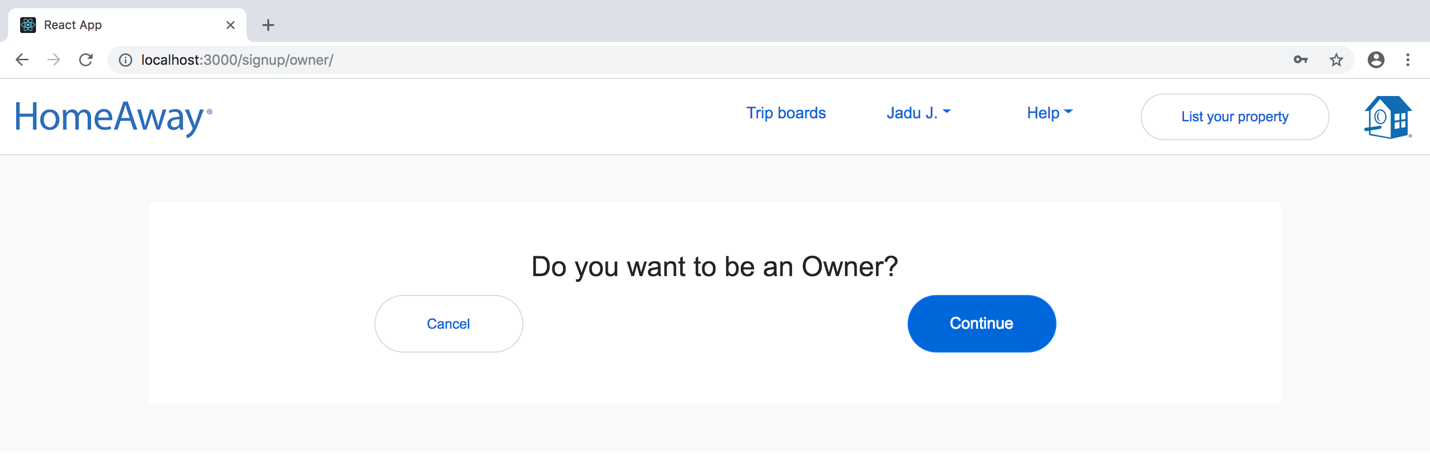 React App
localhost:3000/signup/owner/
HomeAway®
Trip boards
Jadu J.
Help
List your property
Do you want to be an Owner?
Cancel
Continue